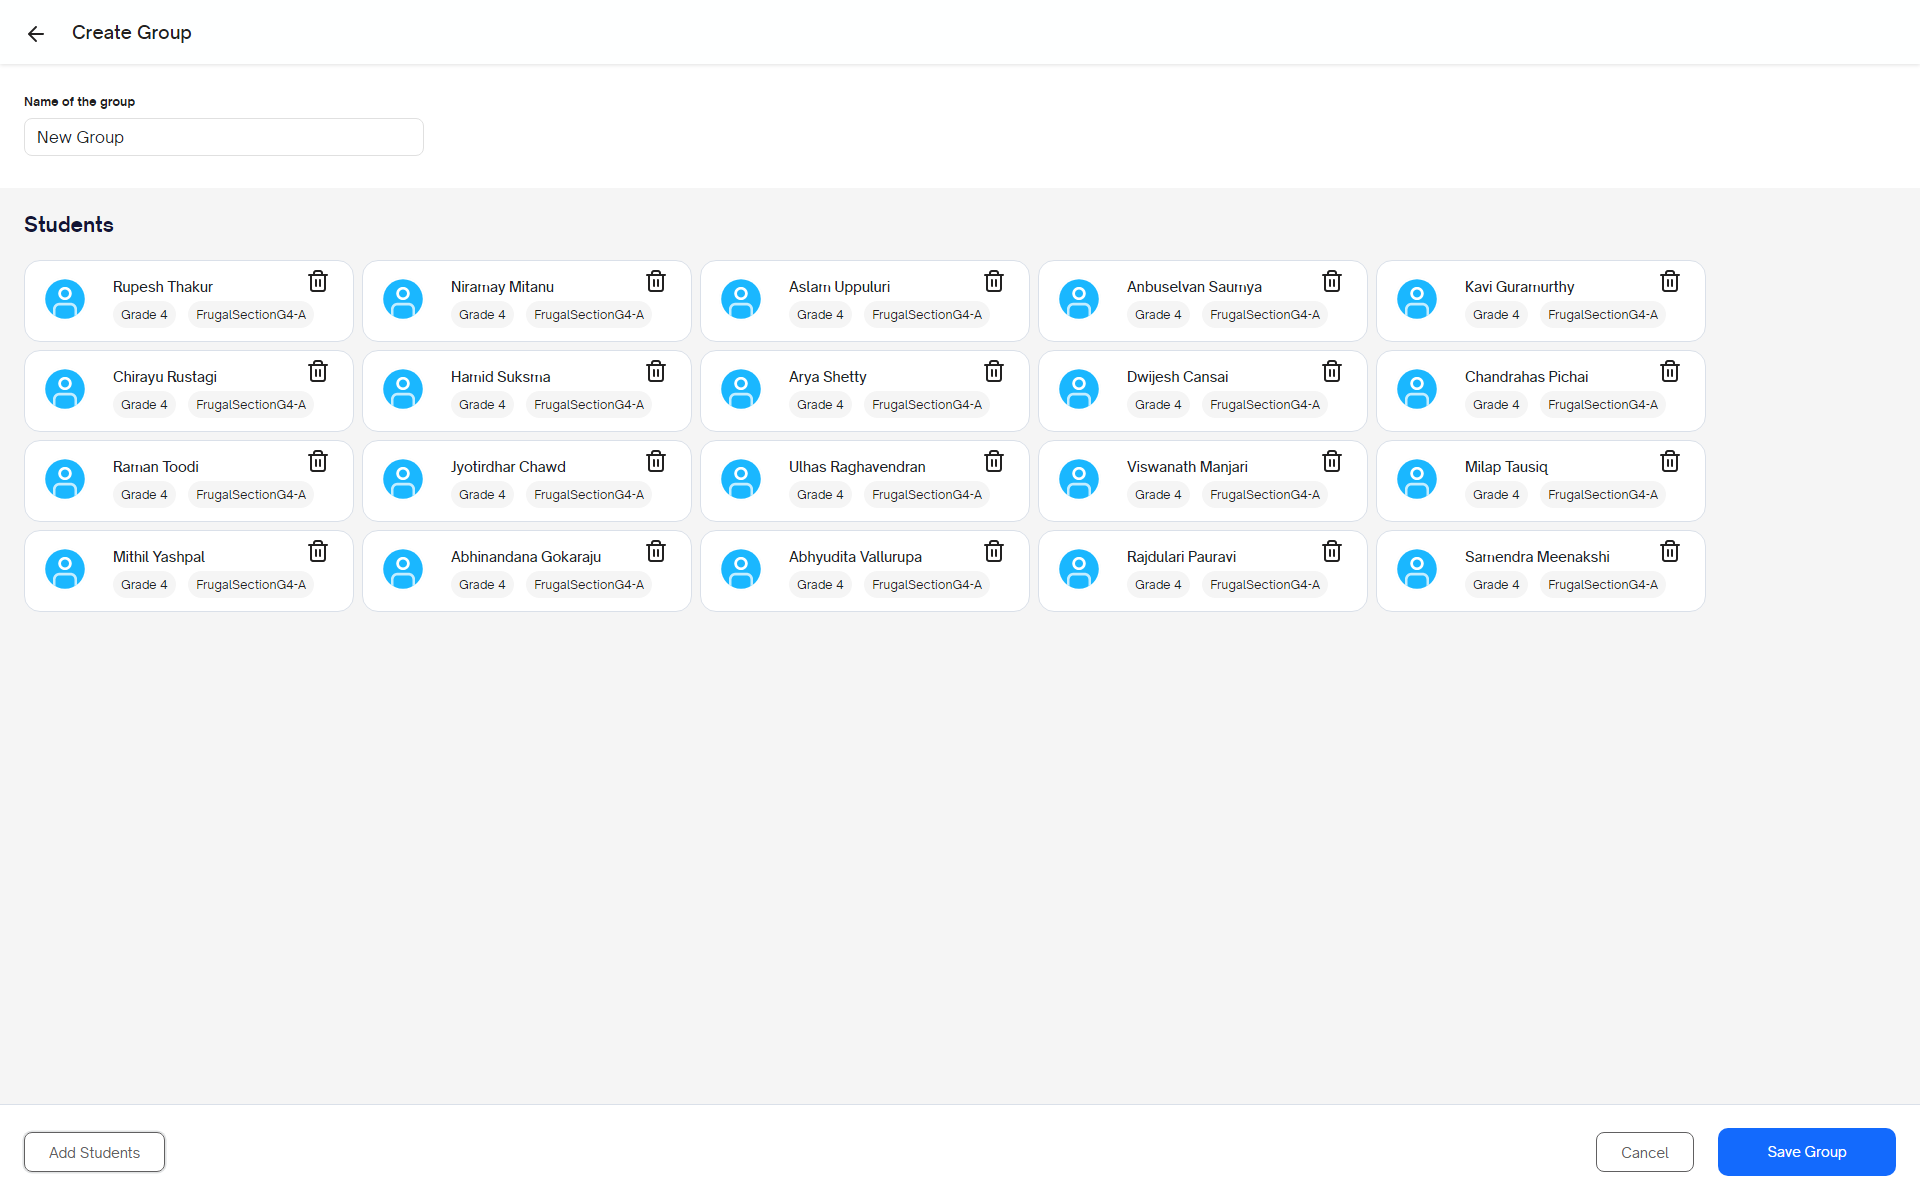 Create Group
Name of the group
New Group
Students
Rupesh Thakur
Grade 4 FrugalSectionG4-A
Niramay Mitanu
Grade 4 FrugalSectionG4-A
Aslam Uppuluri
Grade 4 FrugalSectionG4-A
Anbuselvan Saumya
Grade 4 FrugalSectionG4-A
Kavi Guramurthy
Grade 4 FrugalSectionG4-A
Chirayu Rustagi
Grade 4 FrugalSectionG4-A
Hamid Suksma
Grade 4 FrugalSectionG4-A
Arya Shetty
Grade 4 FrugalSectionG4-A
Dwijesh Cansai
Grade 4 FrugalSectionG4-A
Chandrahas Pichai
Grade 4 FrugalSectionG4-A
Raman Toodi
Grade 4 FrugalSectionG4-A
Jyotirdhar Chawd
Grade 4 FrugalSectionG4-A
Ulhas Raghavendran
Grade 4 FrugalSectionG4-A
Viswanath Manjari
Grade 4 FrugalSectionG4-A
Milap Tausiq
Grade 4 FrugalSectionG4-A
Mithil Yashpal
Grade 4 FrugalSectionG4-A
Abhinandana Gokaraju
Grade 4 FrugalSectionG4-A
Abhyudita Vallurupa
Grade 4 FrugalSectionG4-A
Rajdulari Pauravi
Grade 4 FrugalSectionG4-A
Samendra Meenakshi
Grade 4 FrugalSectionG4-A
Add Students
Cancel
Save Group